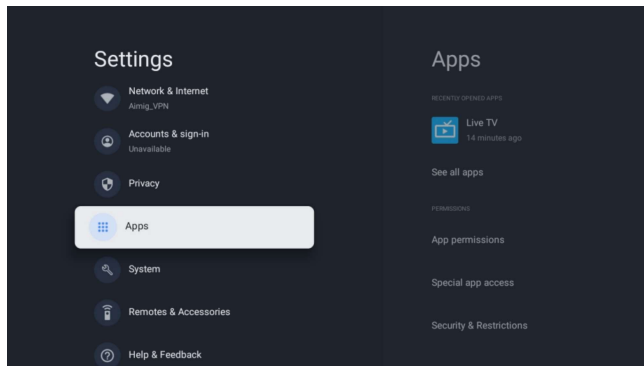 Settings
Network & Internet
Aimig_VPN
Accounts & sign-in
Unavailable
Privacy
Apps
System
Remotes & Accessories
Help & Feedback
Apps
RECENTLY OPENED APPS
Live TV
14 minutes ago
See all apps
PERMISSIONS
App permissions
Special app access
Security & Restrictions